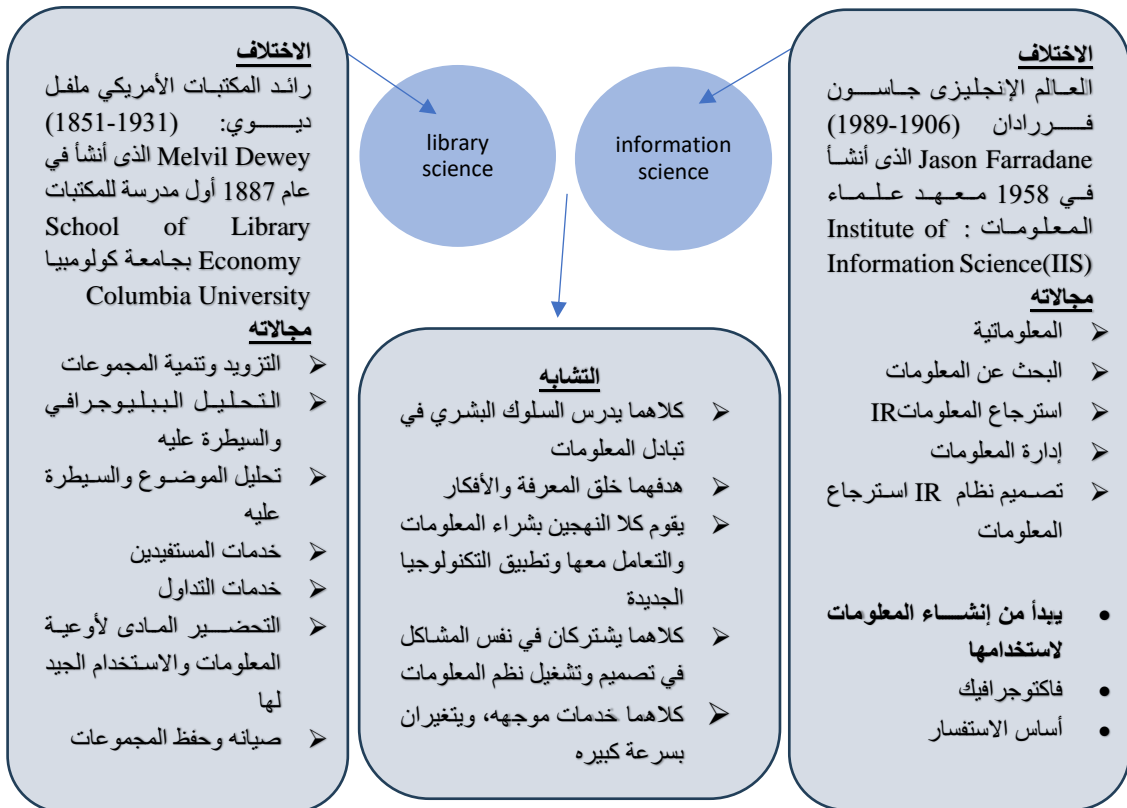 الاختلاف
العالم الإنجليزى جاسون
فررادان (1906-1989)
Jason Farradane الذى أنشأ
في 1958 معهد علماء
المعلومات : Institute of
Information Science(IIS)
مجالاته
➢ المعلوماتية
➢ البحث عن المعلومات
➢ استرجاع المعلوماتIR
➢ إدارة المعلومات
➢ تصميم نظام IR استرجاع
المعلومات
• يبدأ من إنشاء المعلومات
لاستخدامها
• فاكتوجرافيك
• أساس الاستفسار
information
science
library
science
التشابه
➢ كلاهما يدرس السلوك البشري في
تبادل المعلومات
➢ هدفهما خلق المعرفة والأفكار
➢ يقوم كلا النهجين بشراء المعلومات
والتعامل معها وتطبيق التكنولوجيا
الجديدة
➢ كلاهما يشتركان في نفس المشاكل
في تصميم وتشغيل نظم المعلومات
➢ كلاهما خدمات موجهه، ويتغيران
بسرعة كبيره
الاختلاف
رائد المكتبات الأمريكي ملفل
ديوي: (1851-1931)
Melvil Dewey الذى أنشأ في
عام 1887 أول مدرسة للمكتبات
School of Library
Economy بجامعة كولومبيا
Columbia University
مجالاته
➢ التزويد وتنمية المجموعات
➢ التحليل الببليوجرافي
والسيطرة عليه
➢ تحليل الموضوع والسيطرة
عليه
➢ خدمات المستفيدين
➢ خدمات التداول
➢ التحضير المادى لأوعية
المعلومات والاستخدام الجيد
لها
➢ صيانه وحفظ المجموعات